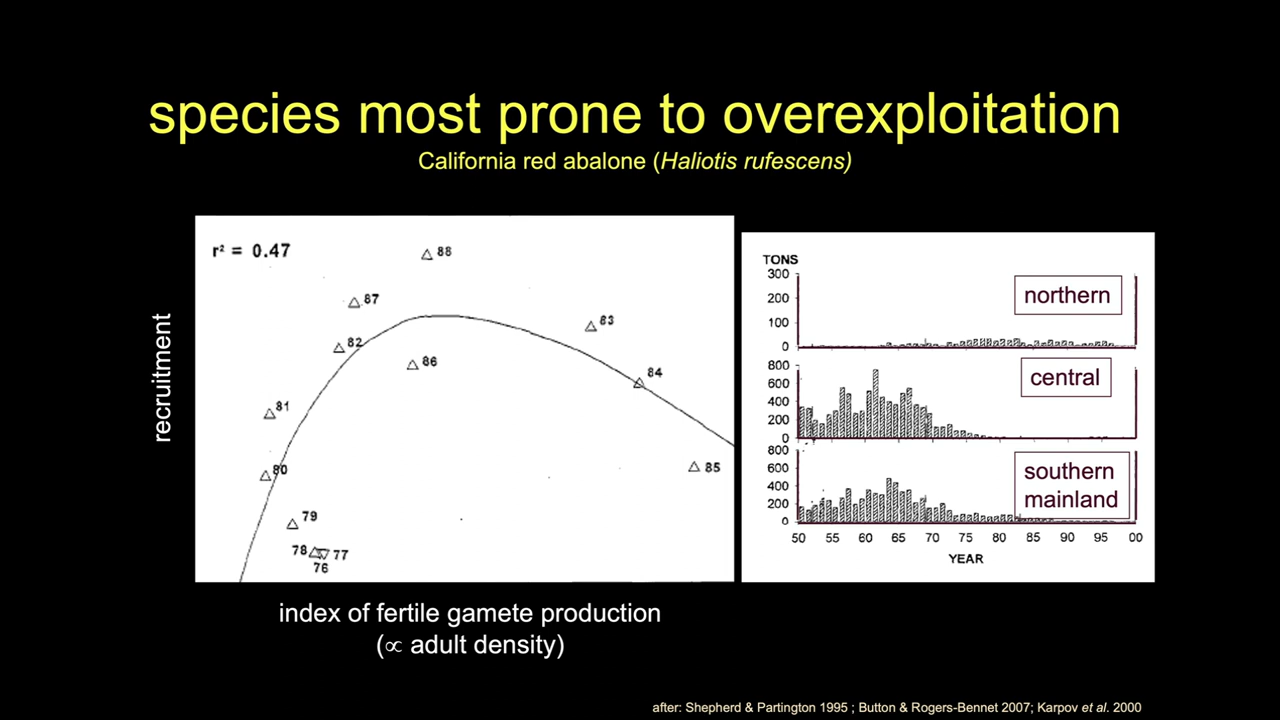 species most prone to overexploitation
California red abalone (Haliotis rufescens)
r² = 0.47
88
87
83
82
86
84
81
85
80
79
78
77
76
recruitment
index of fertile gamete production
(∝ adult density)
TONS
300
200
100
0
northern
800
600
400
200
0
central
800
600
400
200
0
southern
mainland
50 55 60 65 70 75 80 85 90 95 00
YEAR
after: Shepherd & Partington 1995 ; Button & Rogers-Bennet 2007; Karpov et al. 2000